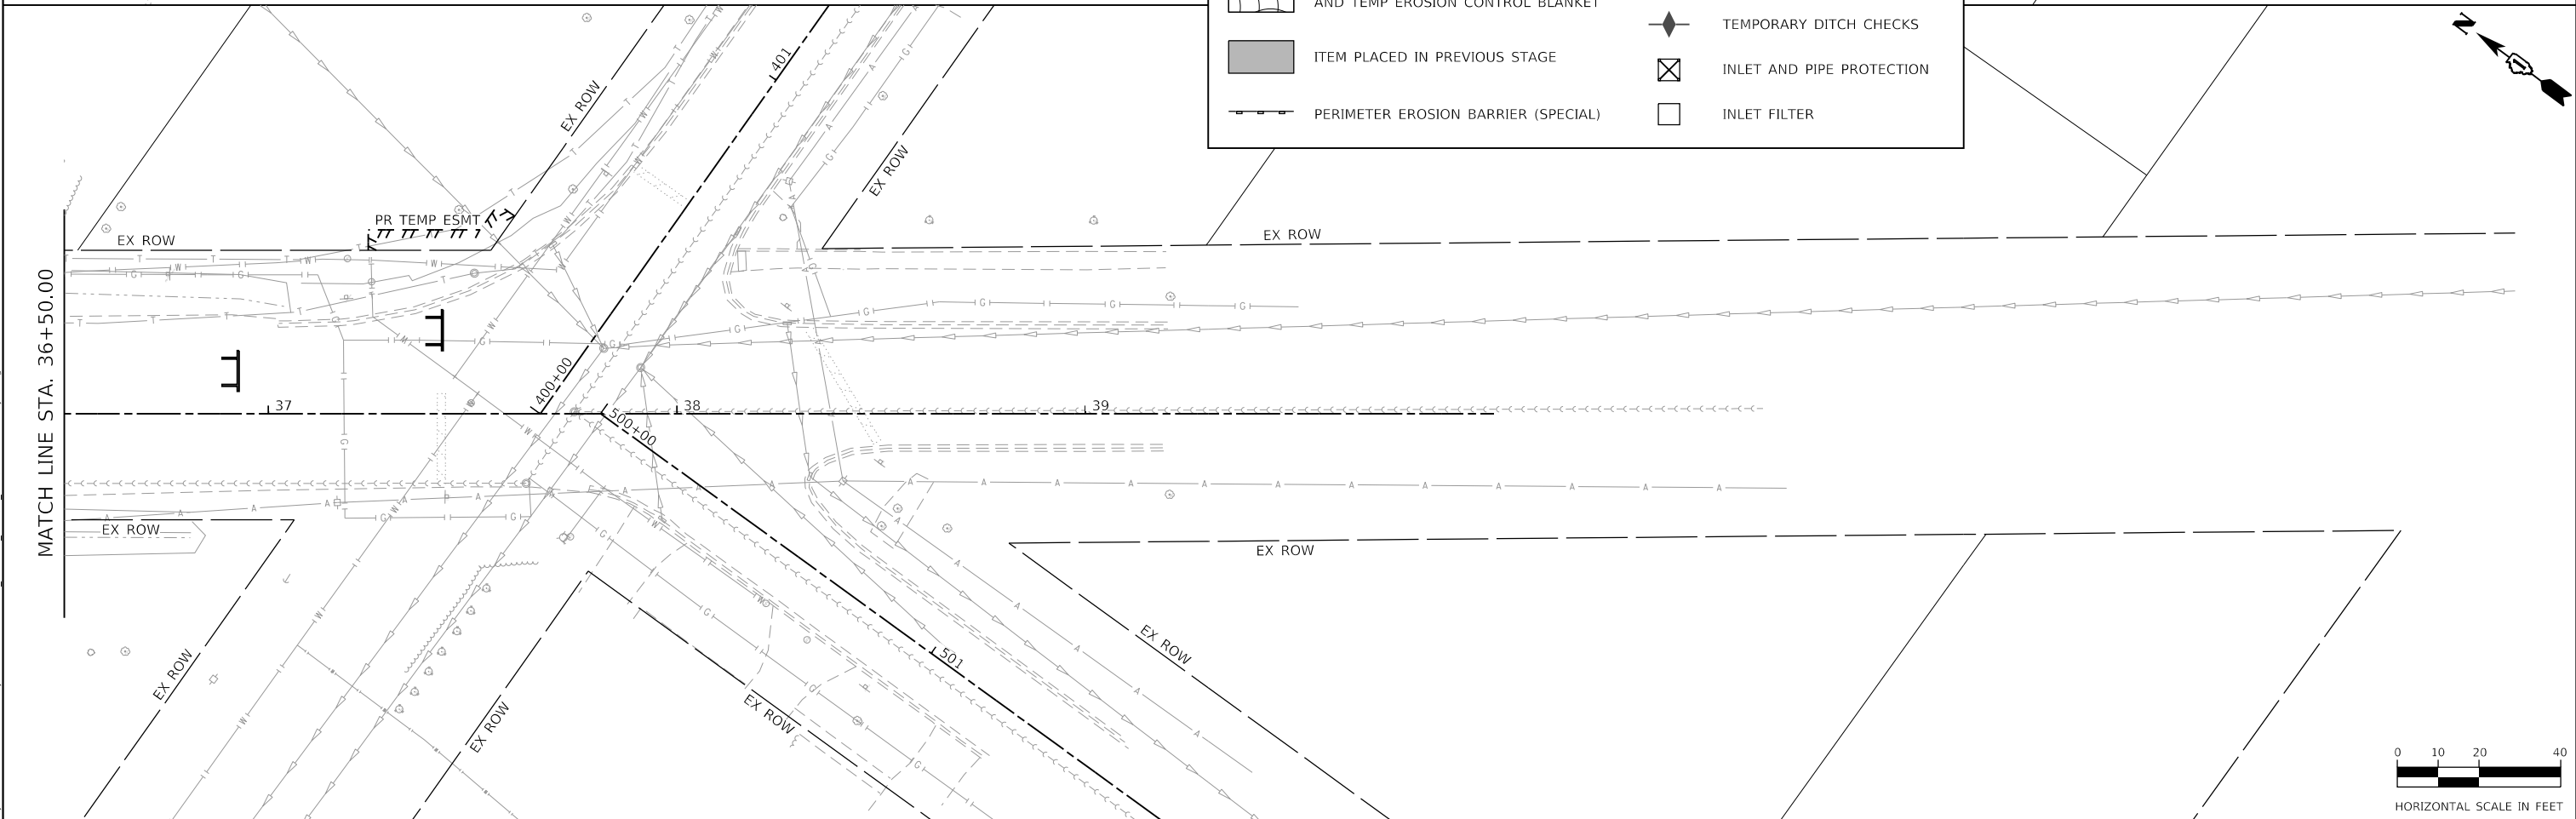 AND TEMP EROSION CONTROL BLANKET
TEMPORARY DITCH CHECKS
ITEM PLACED IN PREVIOUS STAGE
INLET AND PIPE PROTECTION
PERIMETER EROSION BARRIER (SPECIAL)
INLET FILTER
N
401
EX ROW
EX ROW
PR TEMP ESMT
EX ROW
EX ROW
MATCH LINE STA. 36+50.00
400+00
37
38
39
500+00
EX ROW
EX ROW
EX ROW
EX ROW
EX ROW
EX ROW
501
0 10 20 40
HORIZONTAL SCALE IN FEET